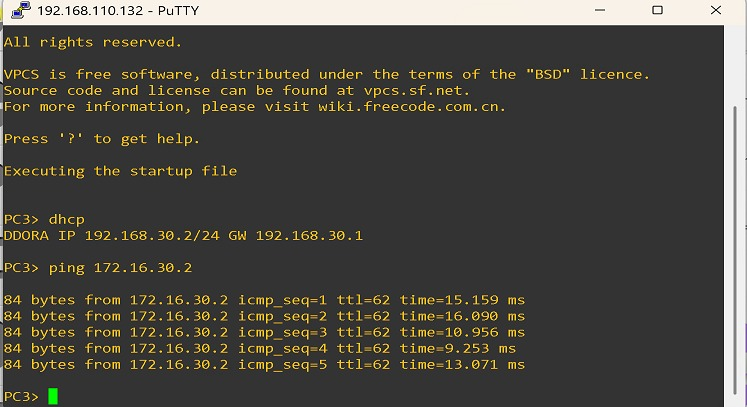 192.168.110.132 - PuTTY
All rights reserved.
VPCS is free software, distributed under the terms of the "BSD" licence.
Source code and license can be found at vpcs.sf.net.
For more information, please visit wiki.freecode.com.cn.
Press '?' to get help.
Executing the startup file
PC3> dhcp
DDORA IP 192.168.30.2/24 GW 192.168.30.1
PC3> ping 172.16.30.2
84 bytes from 172.16.30.2 icmp_seq=1 ttl=62 time=15.159 ms
84 bytes from 172.16.30.2 icmp_seq=2 ttl=62 time=16.090 ms
84 bytes from 172.16.30.2 icmp_seq=3 ttl=62 time=10.956 ms
84 bytes from 172.16.30.2 icmp_seq=4 ttl=62 time=9.253 ms
84 bytes from 172.16.30.2 icmp_seq=5 ttl=62 time=13.071 ms
PC3>